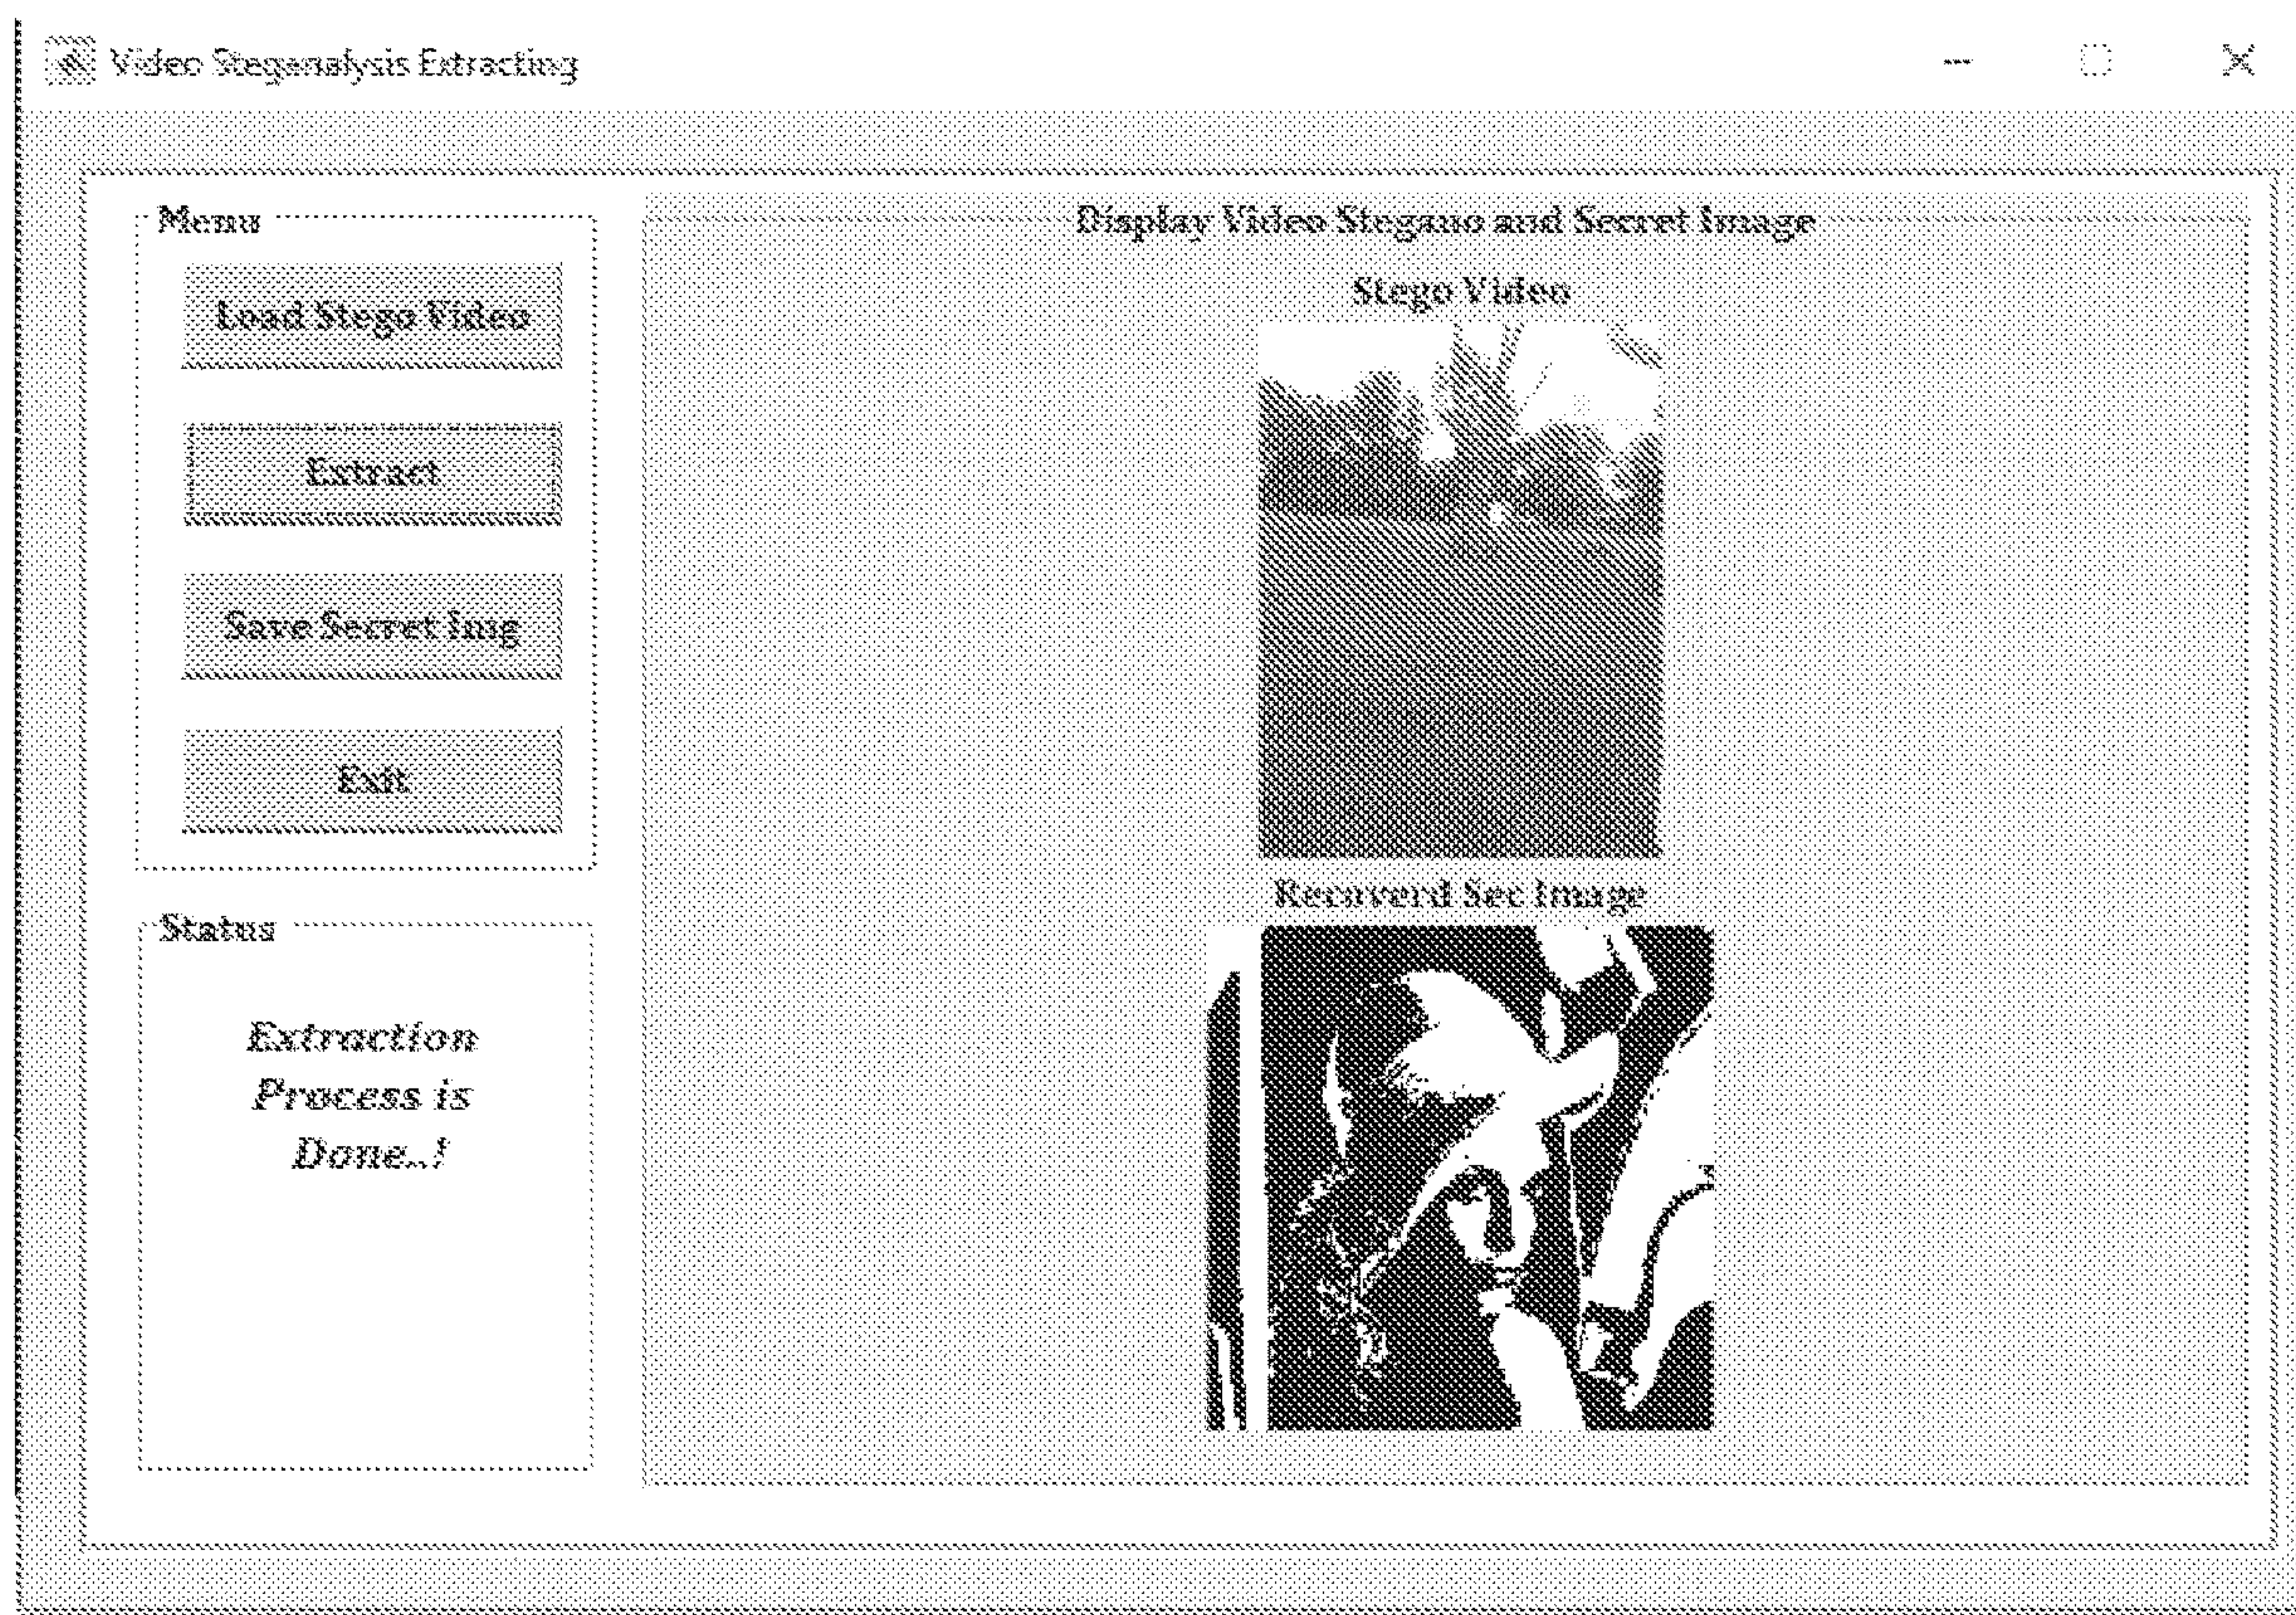 Video Steganalysis Extracting
Menu
Load Stego Video
Extract
Save Secret Img
Exit
Status
Extraction
Process is
Done..!
Display Video Stegano and Secret Image
Stego Video
Recoverd Sec Image